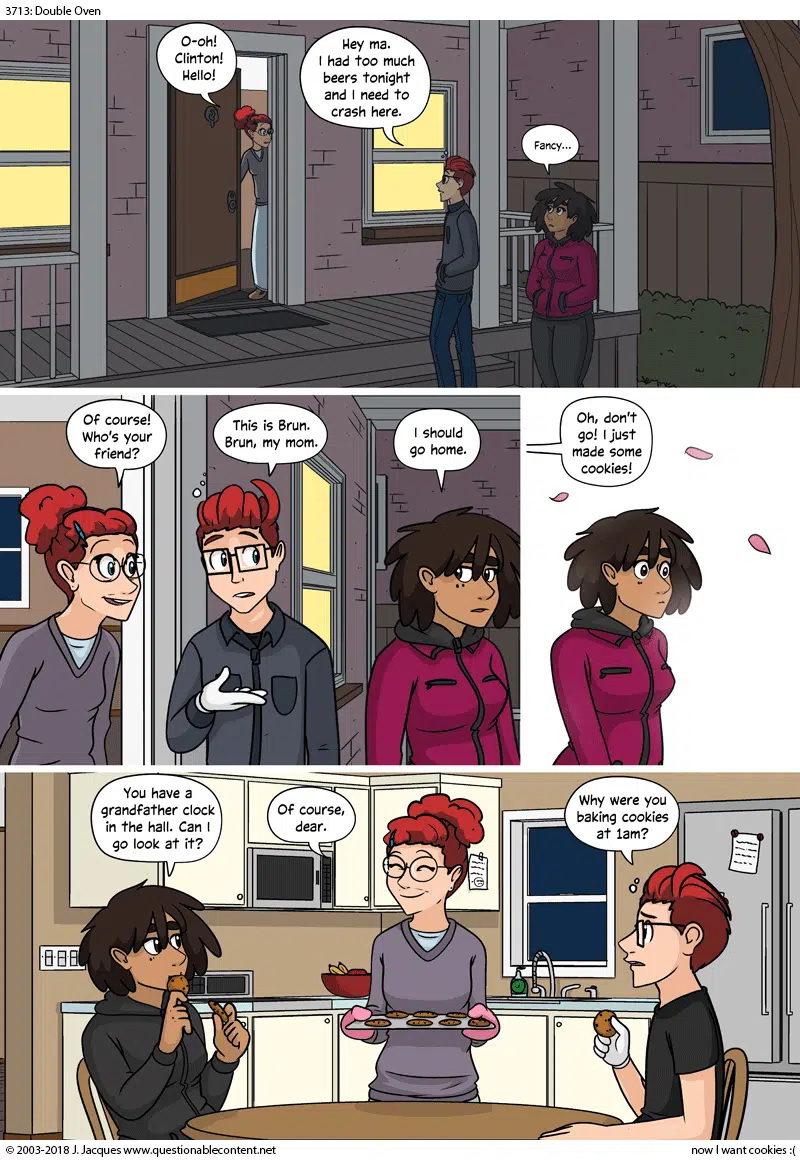 3713: Double Oven
O-oh!
Clinton!
Hello!
Hey ma.
I had too much
beers tonight
and I need to
crash here.
Fancy...
Of course!
Who's your
friend?
This is Brun.
Brun, my mom.
I should
go home.
Oh, don't
go! I just
made some
cookies!
You have a
grandfather clock
in the hall. Can I
go look at it?
Of course,
dear.
Why were you
baking cookies
at 1am?
© 2003-2018 J. Jacques www.questionablecontent.net
now I want cookies :(